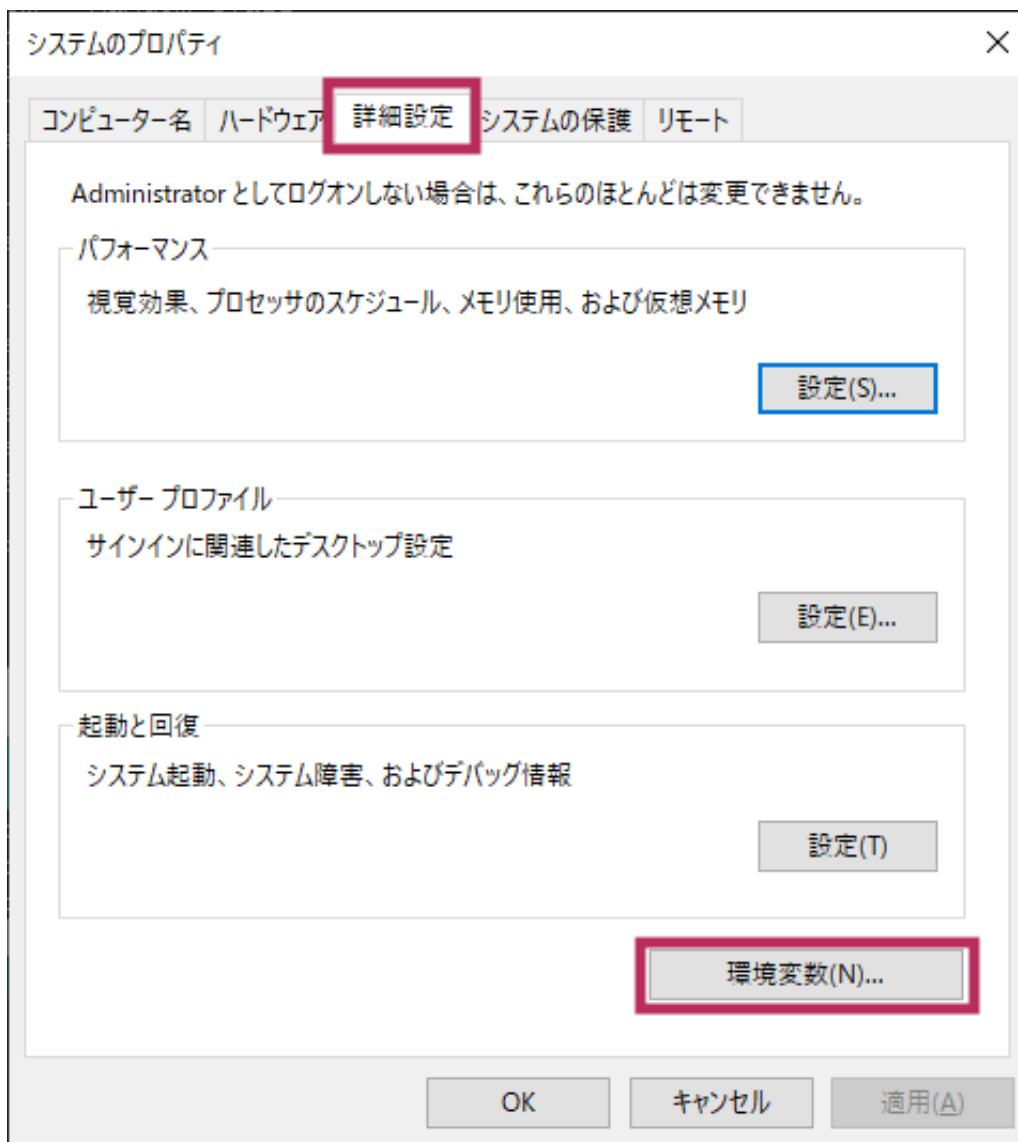 システムのプロパティ
コンピューター名 ハードウェア 詳細設定 システムの保護 リモート
Administrator としてログオンしない場合は、これらのほとんどは変更できません。
パフォーマンス
視覚効果、プロセッサのスケジュール、メモリ使用、および仮想メモリ
設定(S)...
ユーザー プロファイル
サインインに関連したデスクトップ設定
設定(E)...
起動と回復
システム起動、システム障害、およびデバッグ情報
設定(T)
環境変数(N)...
OK キャンセル 適用(A)